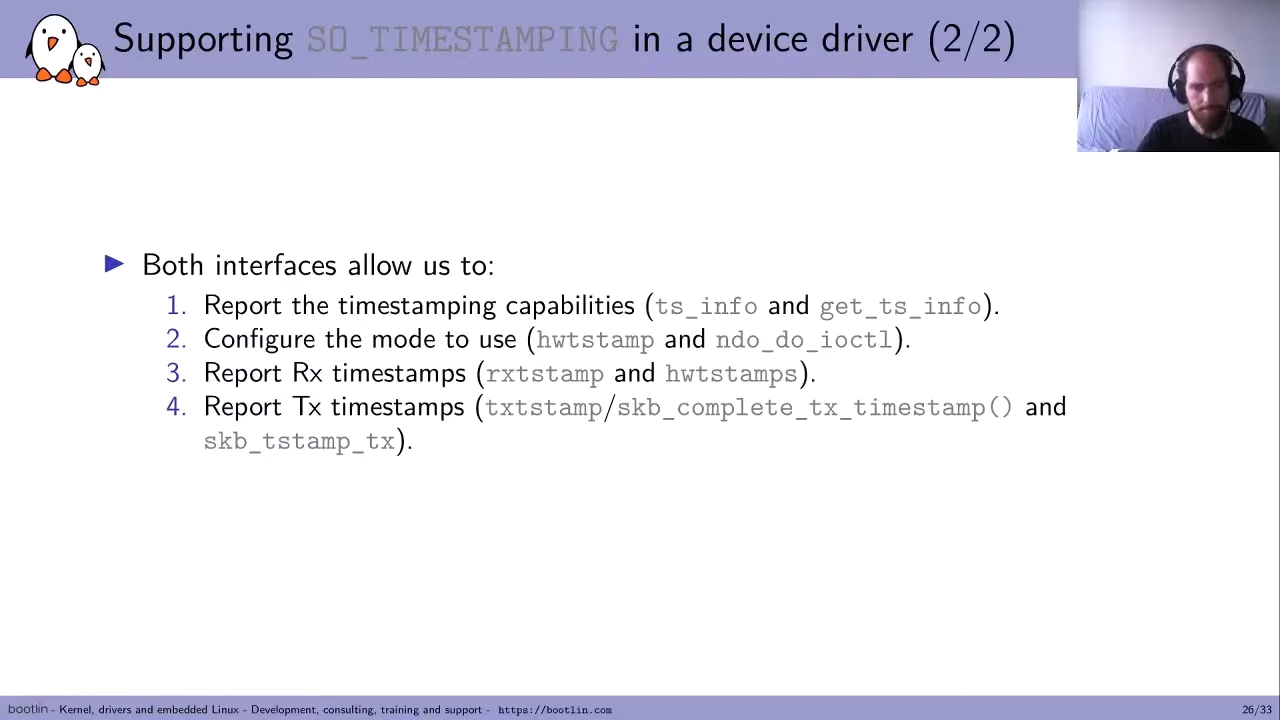 Supporting SO_TIMESTAMPING in a device driver (2/2)
▶ Both interfaces allow us to:
1. Report the timestamping capabilities (ts_info and get_ts_info).
2. Configure the mode to use (hwtstamp and ndo_do_ioctl).
3. Report Rx timestamps (rxtstamp and hwtstamps).
4. Report Tx timestamps (txtstamp/skb_complete_tx_timestamp() and
skb_tstamp_tx).
bootlin - Kernel, drivers and embedded Linux - Development, consulting, training and support - https://bootlin.com 26/33